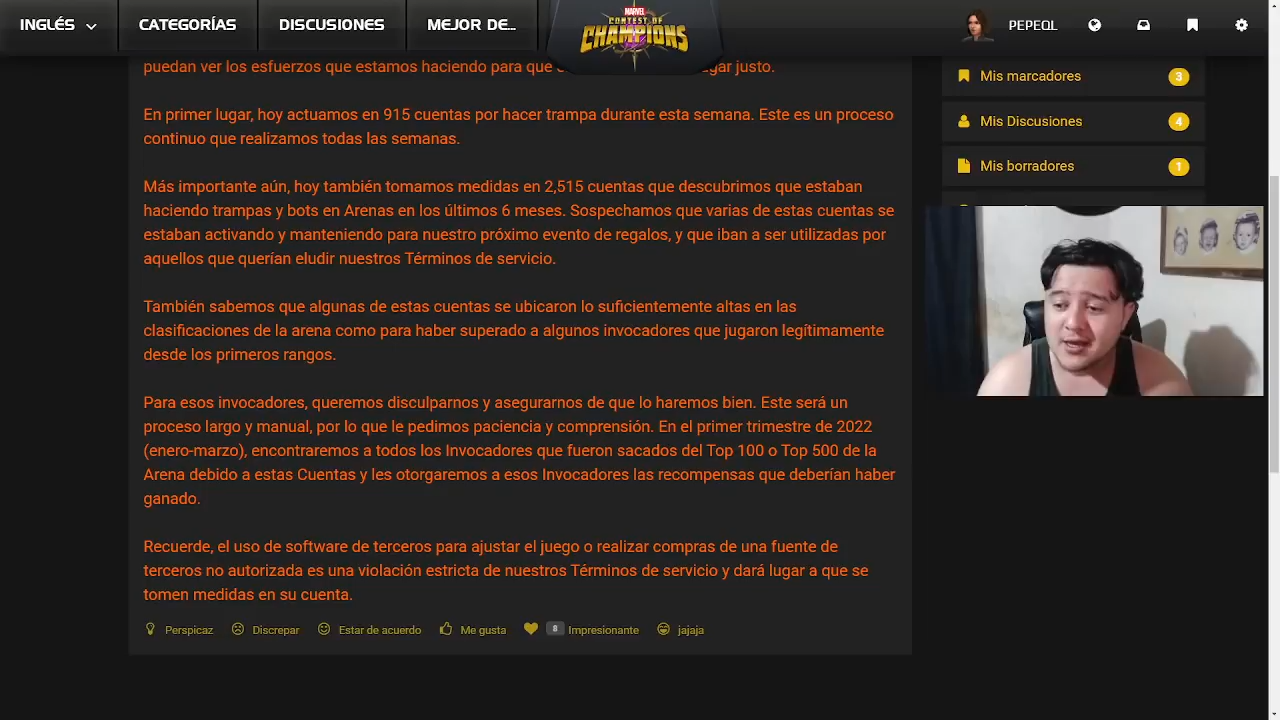 INGLÉS
CATEGORÍAS
DISCUSIONES
MEJOR DE...
MARVEL
CONTEST OF
CHAMPIONS
PEPEQL
puedan ver los esfuerzos que estamos haciendo para que
gar justo.
En primer lugar, hoy actuamos en 915 cuentas por hacer trampa durante esta semana. Este es un proceso
continuo que realizamos todas las semanas.
Más importante aún, hoy también tomamos medidas en 2,515 cuentas que descubrimos que estaban
haciendo trampas y bots en Arenas en los últimos 6 meses. Sospechamos que varias de estas cuentas se
estaban activando y manteniendo para nuestro próximo evento de regalos, y que iban a ser utilizadas por
aquellos que querían eludir nuestros Términos de servicio.
También sabemos que algunas de estas cuentas se ubicaron lo suficientemente altas en las
clasificaciones de la arena como para haber superado a algunos invocadores que jugaron legítimamente
desde los primeros rangos.
Para esos invocadores, queremos disculparnos y asegurarnos de que lo haremos bien. Este será un
proceso largo y manual, por lo que le pedimos paciencia y comprensión. En el primer trimestre de 2022
(enero-marzo), encontraremos a todos los Invocadores que fueron sacados del Top 100 o Top 500 de la
Arena debido a estas Cuentas y les otorgaremos a esos Invocadores las recompensas que deberían haber
ganado.
Recuerde, el uso de software de terceros para ajustar el juego o realizar compras de una fuente de
terceros no autorizada es una violación estricta de nuestros Términos de servicio y dará lugar a que se
tomen medidas en su cuenta.
Perspicaz
Discrepar
Estar de acuerdo
Me gusta
8 Impresionante
jajaja
Mis marcadores 3
Mis Discusiones 4
Mis borradores 1